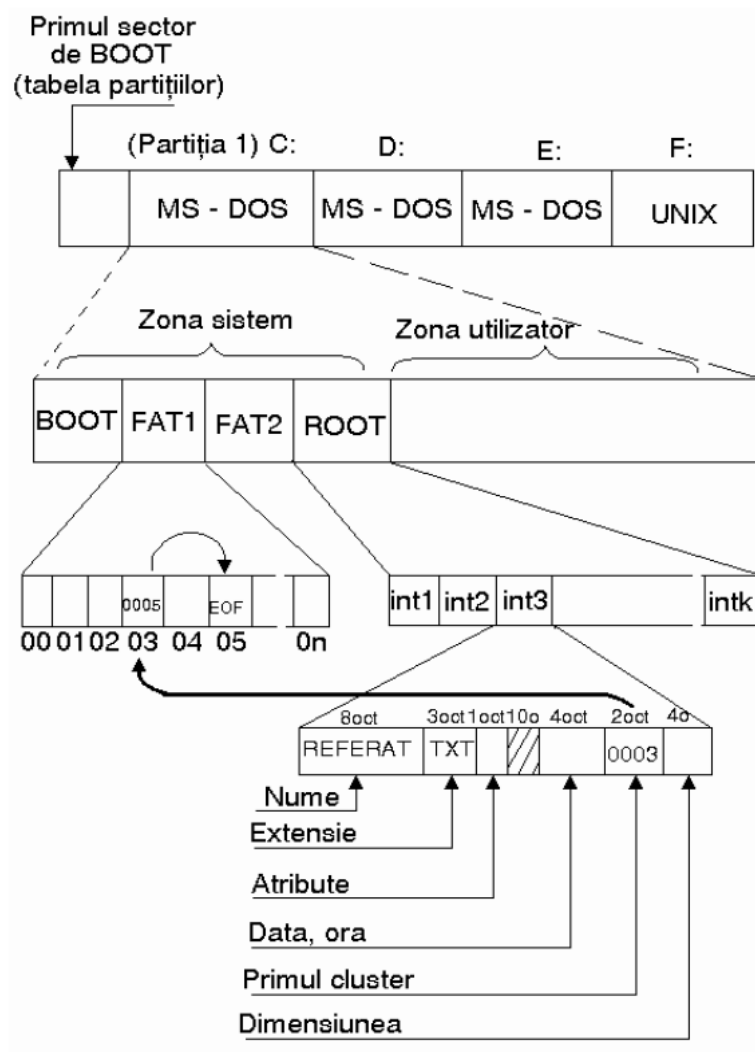 Primul sector
de BOOT
(tabela partițiilor)
(Partiția 1) C: D: E: F:
MS - DOS MS - DOS MS - DOS UNIX
Zona sistem Zona utilizator
BOOT FAT1 FAT2 ROOT
0005 EOF
int1 int2 int3 intk
00 01 02 03 04 05 0n
8oct 3oct 1oct 10o 4oct 2oct 4o
REFERAT TXT 0003
Nume
Extensie
Atribute
Data, ora
Primul cluster
Dimensiunea